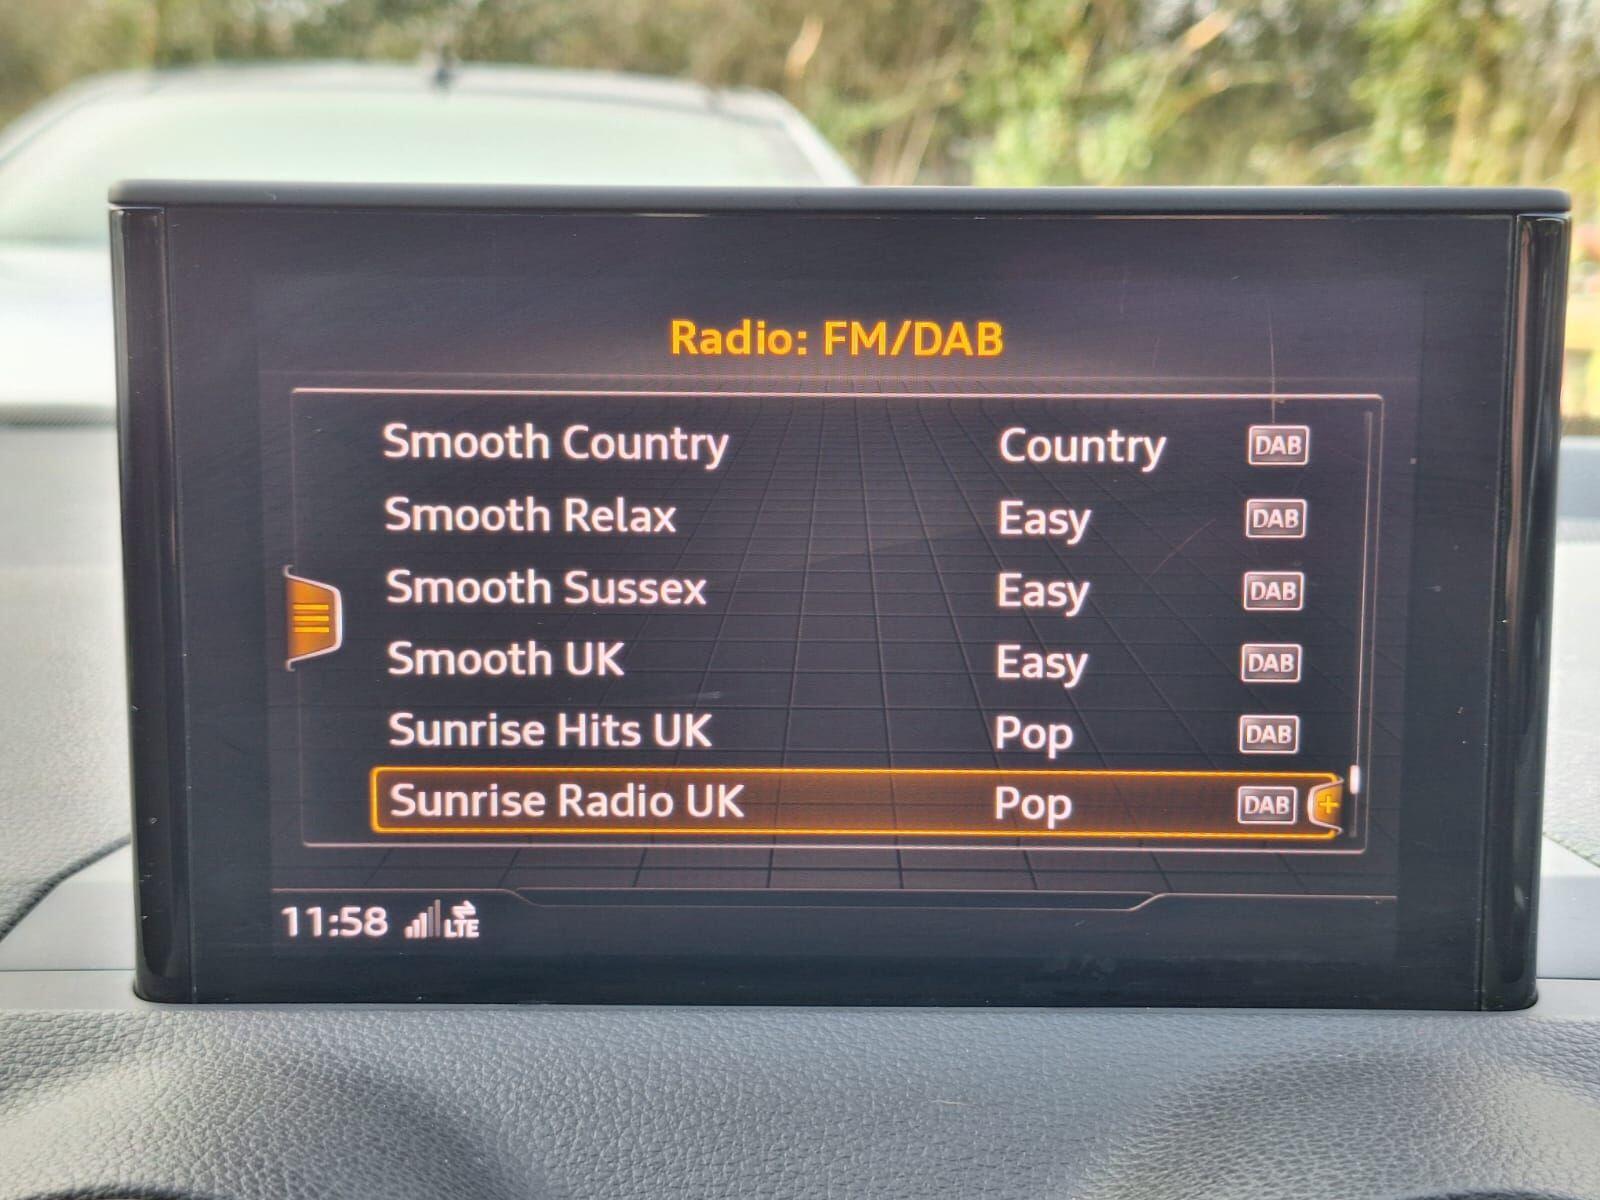 Radio: FM/DAB
Smooth Country Country DAB
Smooth Relax Easy DAB
Smooth Sussex Easy DAB
Smooth UK Easy DAB
Sunrise Hits UK Pop DAB
Sunrise Radio UK Pop DAB +
11:58 LTE